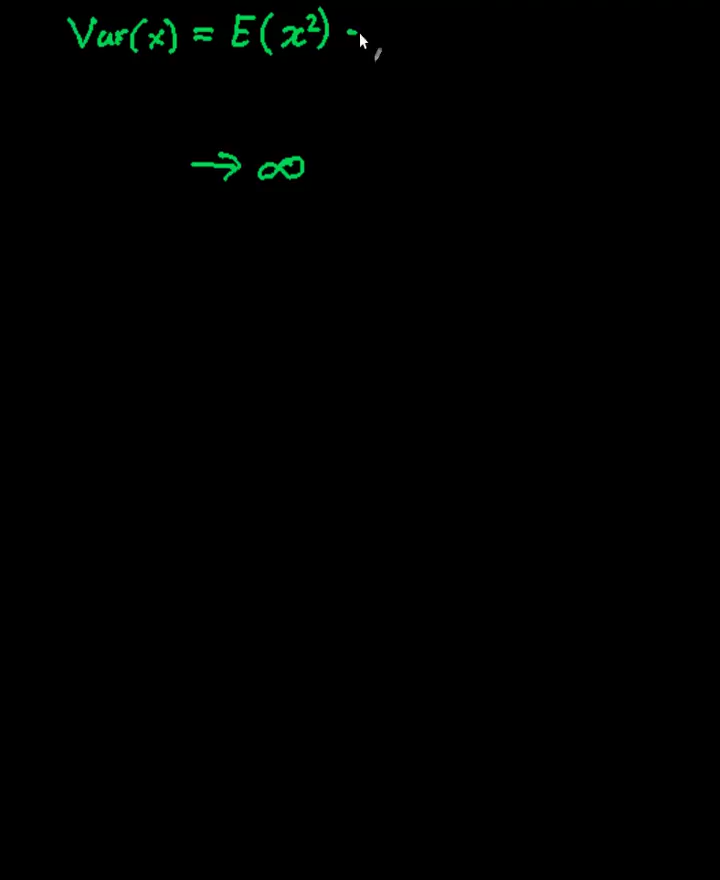 Var(x) = E(x²) -
→ ∞